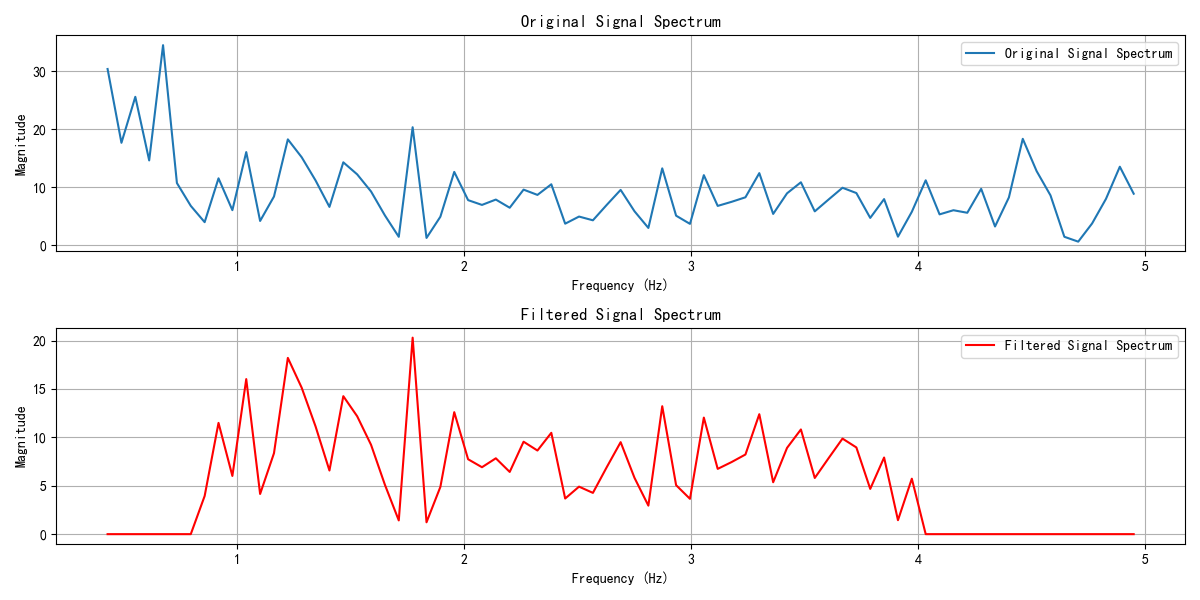 Original Signal Spectrum
Original Signal Spectrum
Magnitude
30
20
10
0
1 2 3 4 5
Frequency (Hz)
Filtered Signal Spectrum
Filtered Signal Spectrum
Magnitude
20
15
10
5
0
1 2 3 4 5
Frequency (Hz)